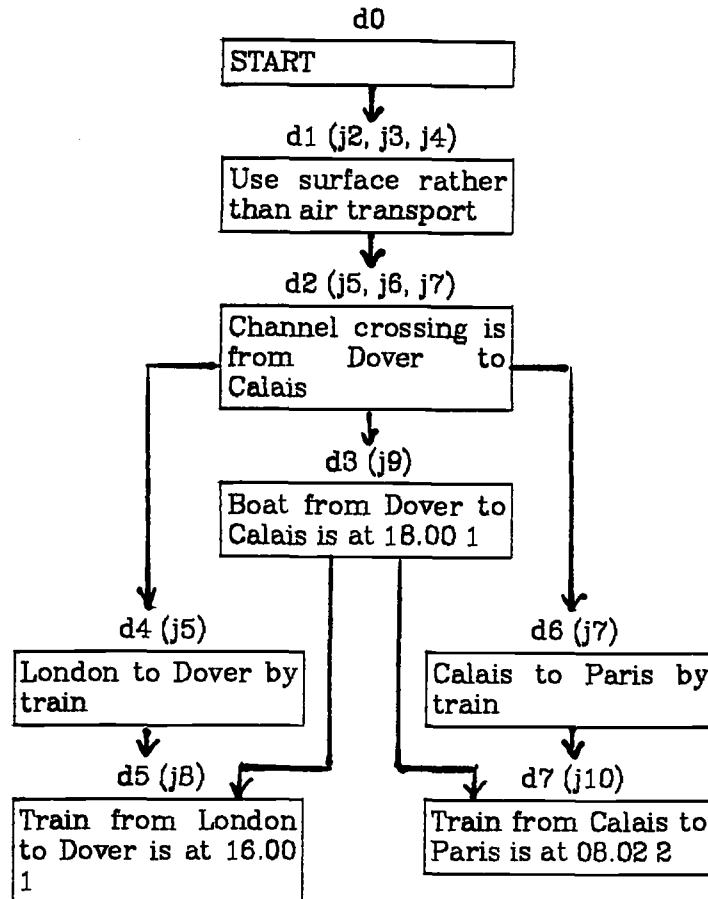 d0
START
d1 (j2, j3, j4)
Use surface rather
than air transport
d2 (j5, j6, j7)
Channel crossing is
from Dover to
Calais
d3 (j9)
Boat from Dover to
Calais is at 18.00 1
d4 (j5)
London to Dover by
train
d6 (j7)
Calais to Paris by
train
d5 (j8)
Train from London
to Dover is at 16.00
1
d7 (j10)
Train from Calais to
Paris is at 08.02 2